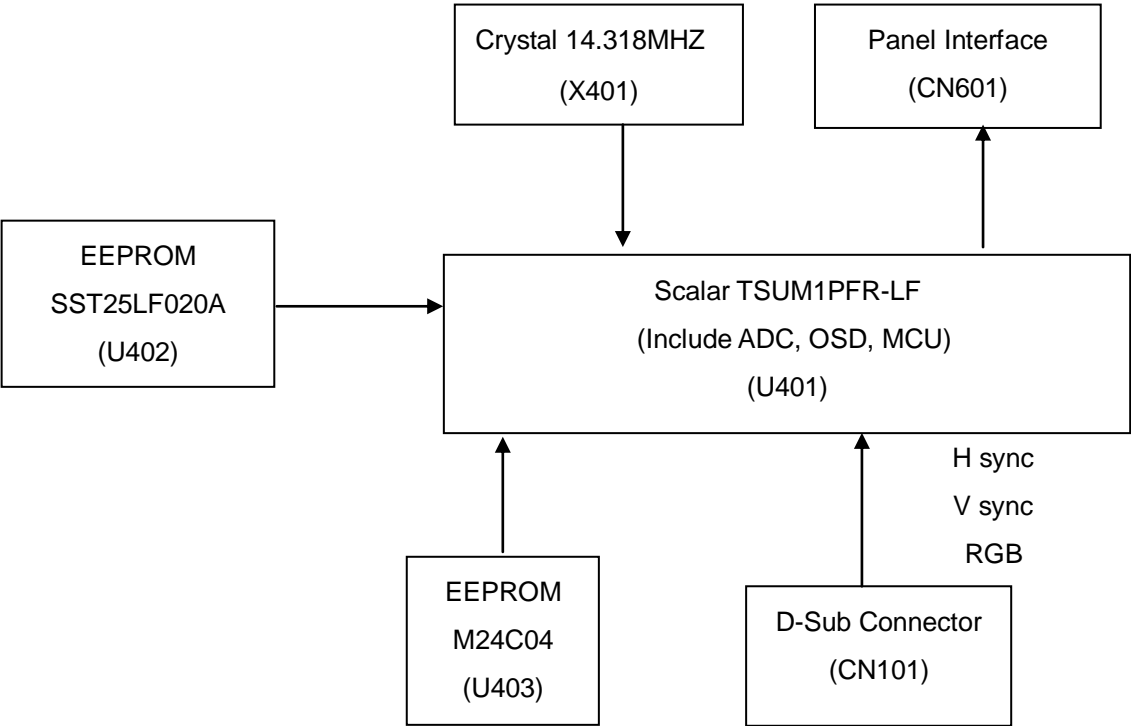 Crystal 14.318MHZ
(X401)
Panel Interface
(CN601)
EEPROM
SST25LF020A
(U402)
Scalar TSUM1PFR-LF
(Include ADC, OSD, MCU)
(U401)
H sync
V sync
RGB
EEPROM
M24C04
(U403)
D-Sub Connector
(CN101)